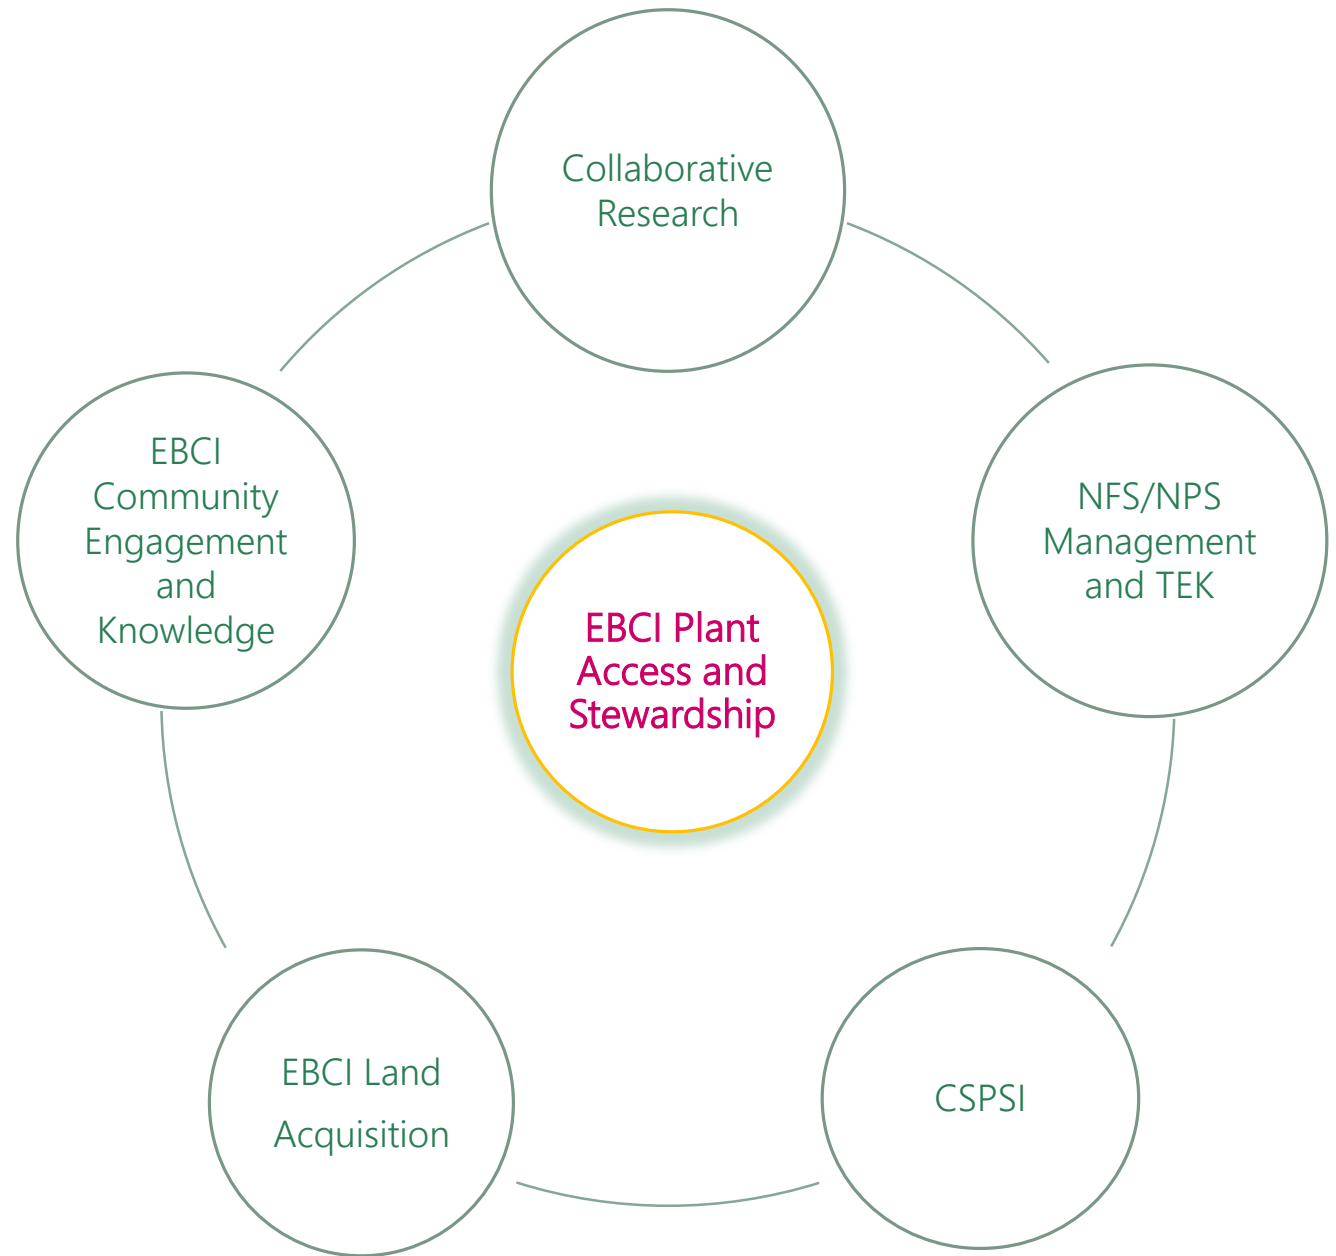 Collaborative
Research
EBCI
Community
Engagement
and
Knowledge
NFS/NPS
Management
and TEK
EBCI Plant
Access and
Stewardship
EBCI Land
Acquisition
CSPSI